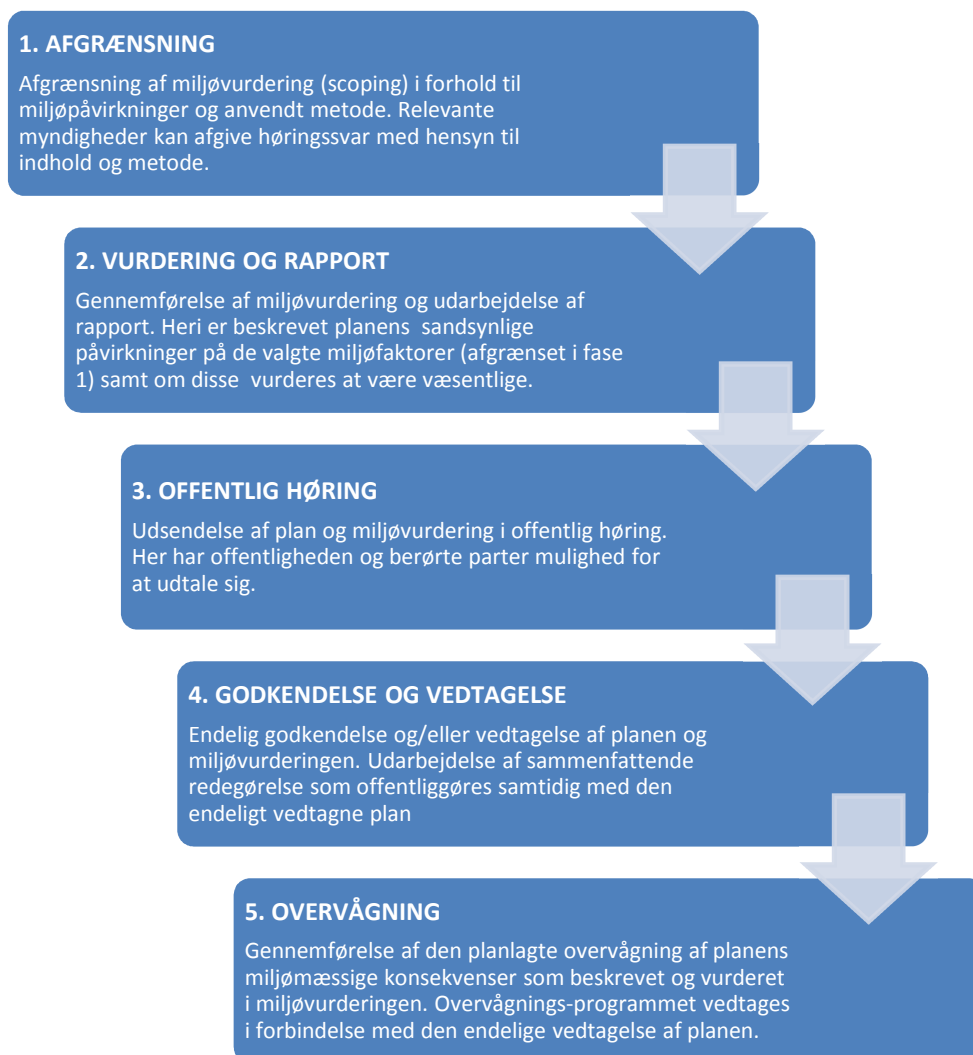 1. AFGRÆNSNING
Afgrænsning af miljøvurdering (scoping) i forhold til
miljøpåvirkninger og anvendt metode. Relevante
myndigheder kan afgive høringssvar med hensyn til
indhold og metode.
2. VURDERING OG RAPPORT
Gennemførelse af miljøvurdering og udarbejdelse af
rapport. Heri er beskrevet planens sandsynlige
påvirkninger på de valgte miljøfaktorer (afgrænset i fase
1) samt om disse vurderes at være væsentlige.
3. OFFENTLIG HØRING
Udsendelse af plan og miljøvurdering i offentlig høring.
Her har offentligheden og berørte parter mulighed for
at udtale sig.
4. GODKENDELSE OG VEDTAGELSE
Endelig godkendelse og/eller vedtagelse af planen og
miljøvurderingen. Udarbejdelse af sammenfattende
redegørelse som offentliggøres samtidig med den
endeligt vedtagne plan
5. OVERVÅGNING
Gennemførelse af den planlagte overvågning af planens
miljømæssige konsekvenser som beskrevet og vurderet
i miljøvurderingen. Overvågnings-programmet vedtages
i forbindelse med den endelige vedtagelse af planen.